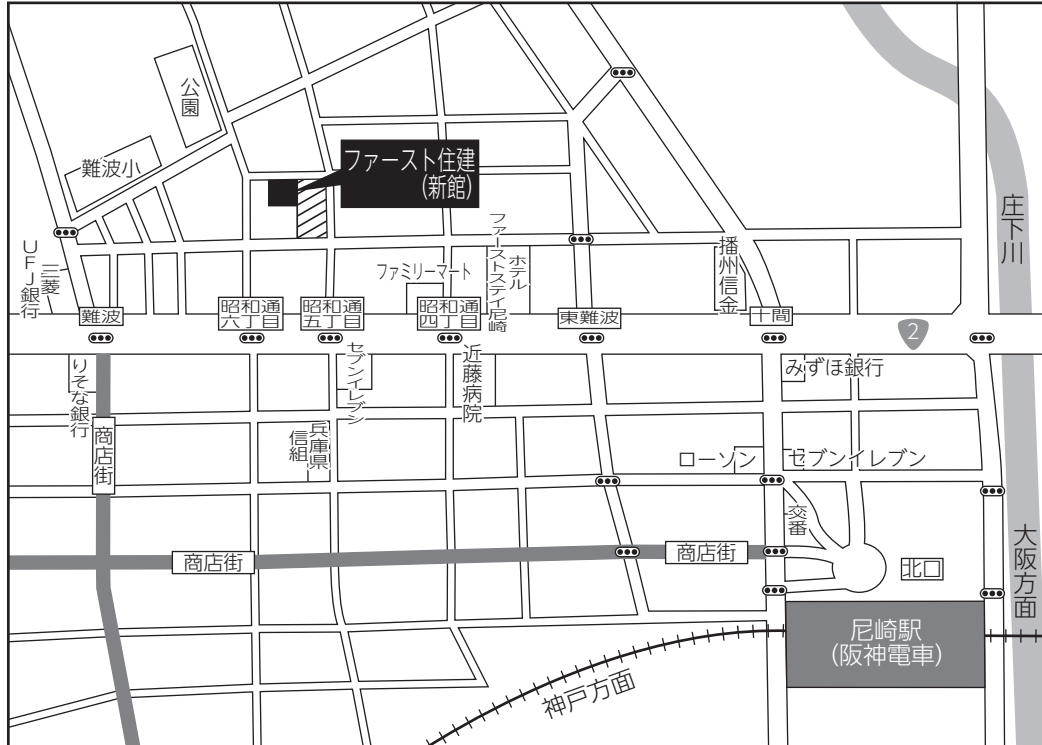 公園
難波小
ファースト住建
(新館)
庄下川
三菱
UFJ銀行
ファミリーマート
ホテル
ファーストステイ尼崎
播州信金
難波
昭和通
六丁目
昭和通
五丁目
昭和通
四丁目
東難波
十間
2
りそな銀行
セブンイレブン
近藤病院
みずほ銀行
商店街
兵庫県
信組
ローソン
セブンイレブン
交番
商店街
商店街
北口
大阪方面
尼崎駅
(阪神電車)
神戸方面